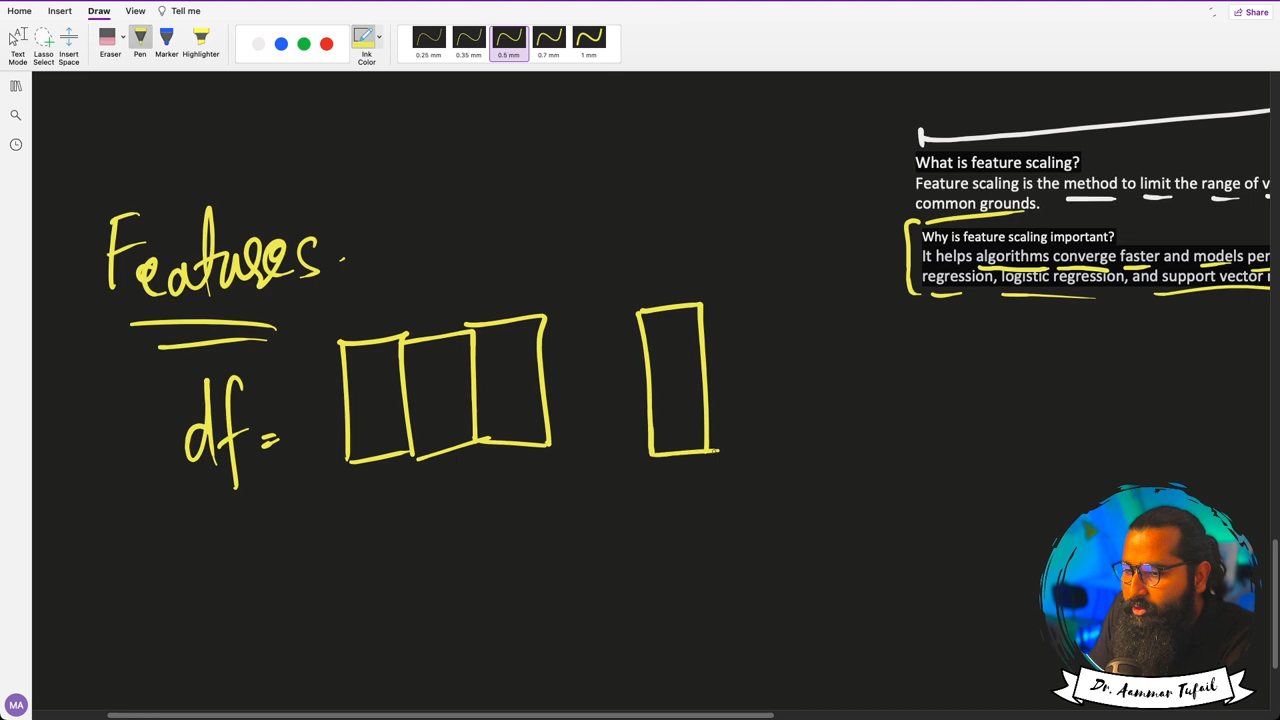 Home Insert Draw View Tell me
Share
Text Mode
Lasso Select
Insert Space
Eraser
Pen
Marker
Highlighter
Ink Color
0.25 mm
0.35 mm
0.5 mm
0.7 mm
1 mm
What is feature scaling?
Feature scaling is the method to limit the range of
common grounds.
Why is feature scaling important?
It helps algorithms converge faster and models
regression, logistic regression, and support vector
Features.
df =
MA
Dr. Aammar Tufail